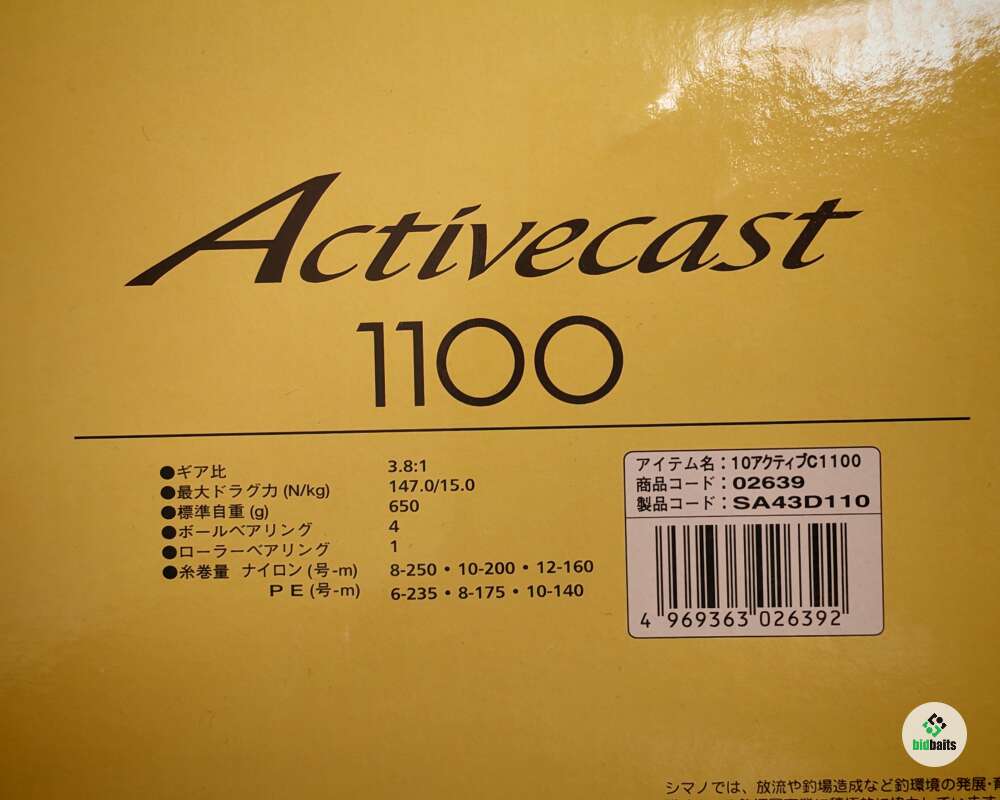 Activecast
1100
●ギア比 3.8:1
●最大ドラグ力 (N/kg) 147.0/15.0
●標準自重 (g) 650
●ボールベアリング 4
●ローラーベアリング 1
●糸巻量 ナイロン (号-m) 8-250・10-200・12-160
PE (号-m) 6-235・8-175・10-140
アイテム名：10アクティブC1100
商品コード：02639
製品コード：SA43D110
4 969363 026392
bidbaits
シマノでは、放流や釣場造成など釣環境の発展・